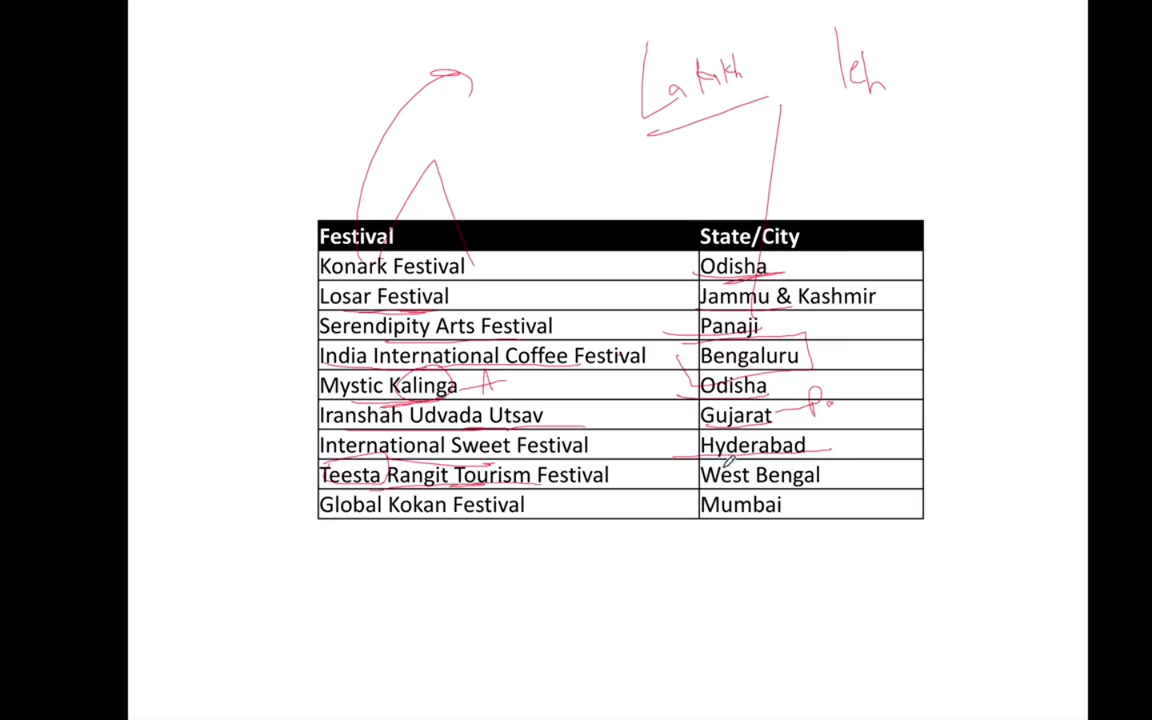 Leh
Festival State/City
Konark Festival Odisha
Losar Festival Jammu & Kashmir
Serendipity Arts Festival Panaji
India International Coffee Festival Bengaluru
Mystic Kalinga A Odisha
Iranshah Udvada Utsav Gujarat P.
International Sweet Festival Hyderabad
Teesta Rangit Tourism Festival West Bengal
Global Kokan Festival Mumbai